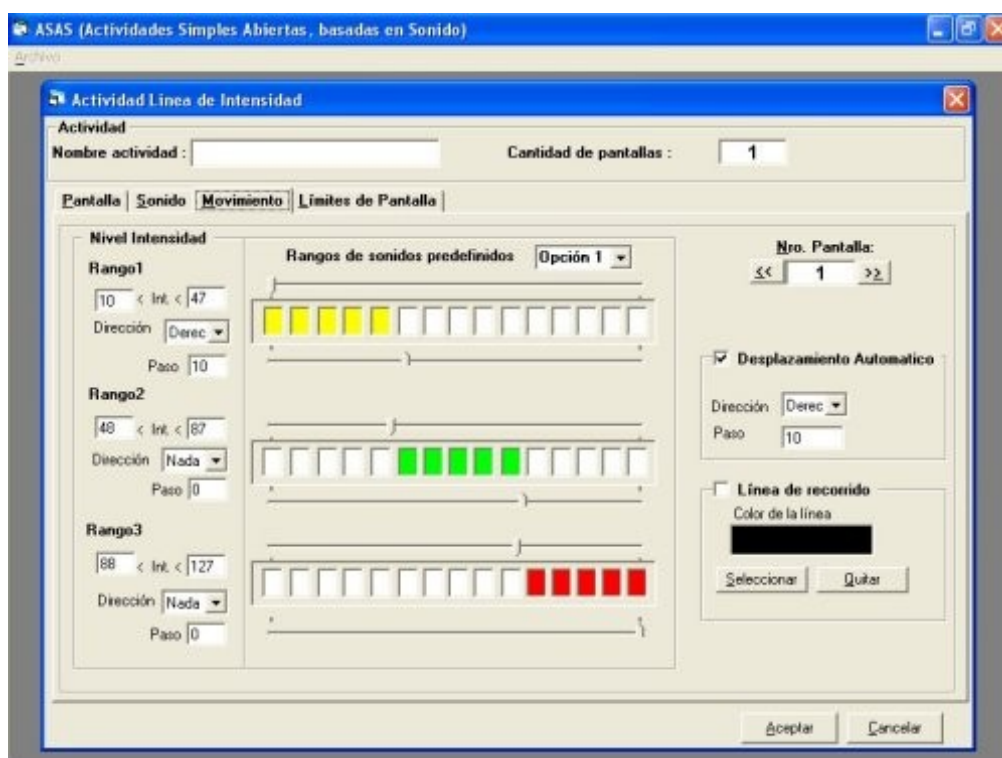 ASAS (Actividades Simples Abiertas, basadas en Sonido)
Archivo
Actividad Linea de Intensidad
Actividad
Nombre actividad :
Cantidad de pantallas : 1
Pantalla Sonido Movimiento Límites de Pantalla
Nivel Intensidad
Rangos de sonidos predefinidos Opción 1
Rango1
10 < Int. < 47
Dirección Derec
Paso 10
Rango2
48 < Int. < 87
Dirección Nada
Paso 0
Rango3
88 < Int. < 127
Dirección Nada
Paso 0
Nro. Pantalla:
<< 1 >>
Desplazamiento Automatico
Dirección Derec
Paso 10
Línea de recorrido
Color de la línea
Seleccionar Quitar
Aceptar Cancelar